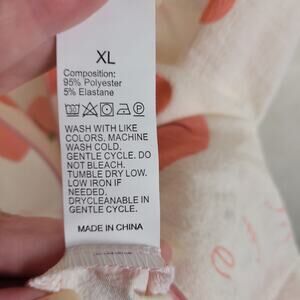 XL
Composition:
95% Polyester
5% Elastane
WASH WITH LIKE
COLORS. MACHINE
WASH COLD.
GENTLE CYCLE. DO
NOT BLEACH.
TUMBLE DRY LOW.
LOW IRON IF
NEEDED.
DRYCLEANABLE IN
GENTLE CYCLE.
MADE IN CHINA